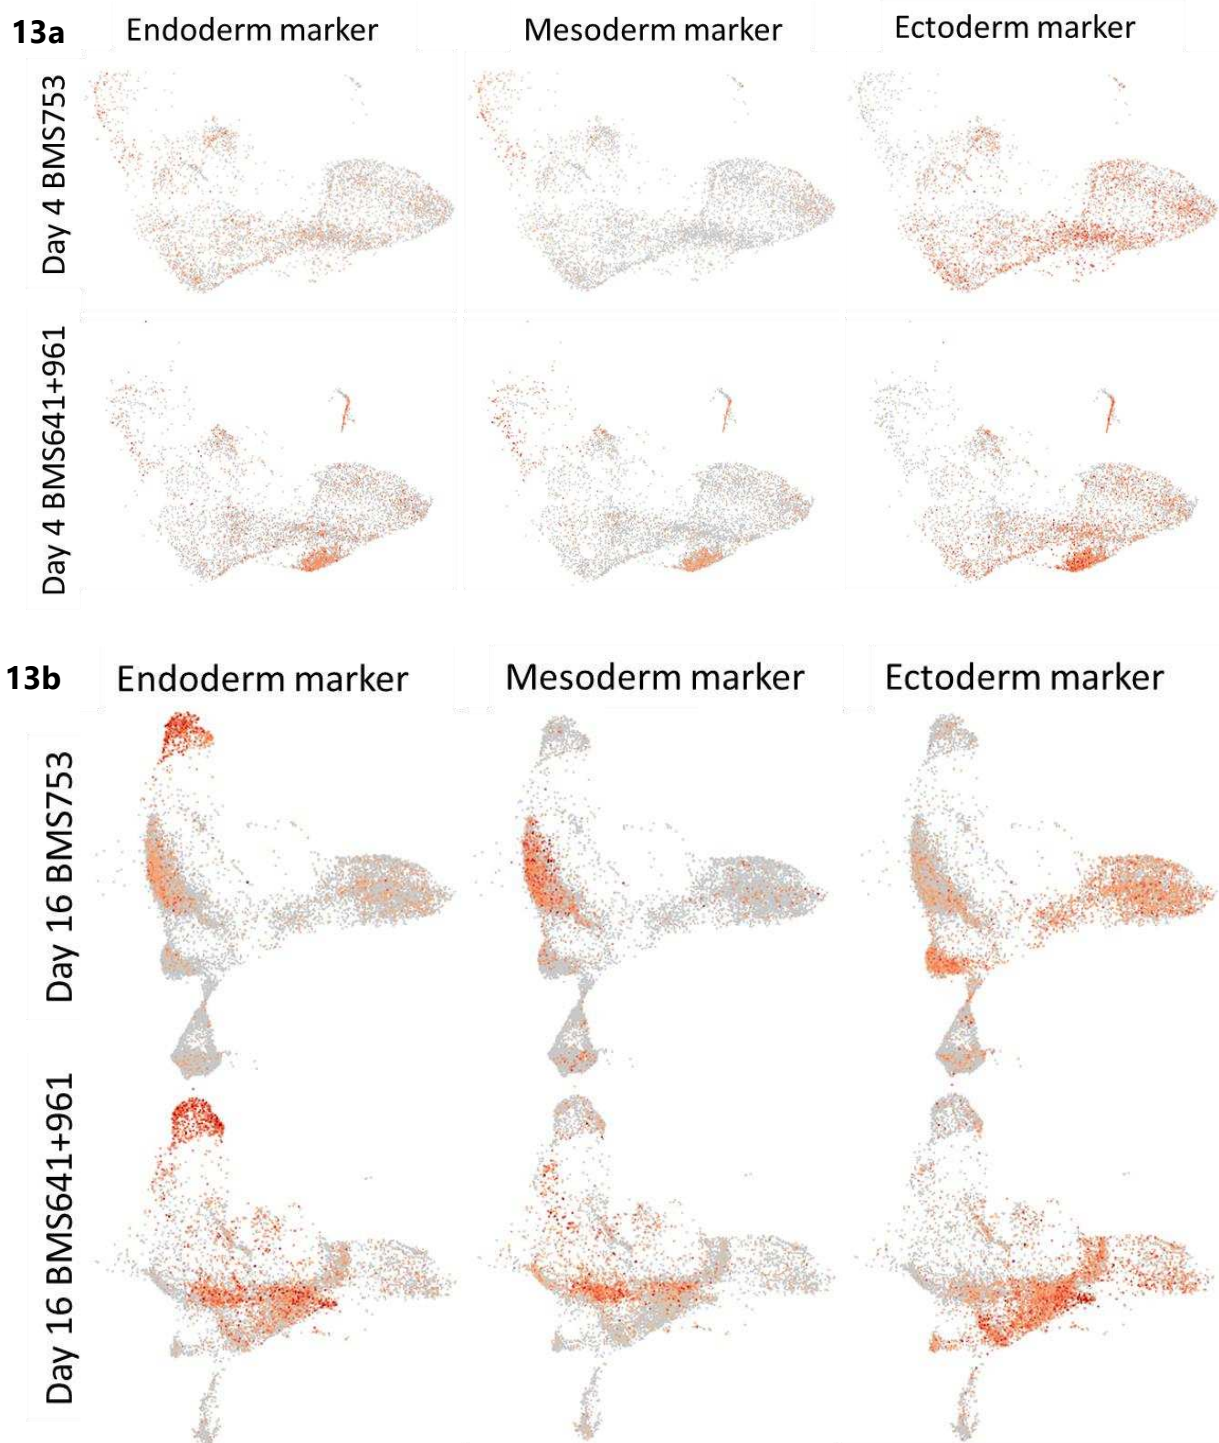 13a
Endoderm marker Mesoderm marker Ectoderm marker
Day 4 BMS753
Day 4 BMS641+961
13b
Endoderm marker Mesoderm marker Ectoderm marker
Day 16 BMS753
Day 16 BMS641+961